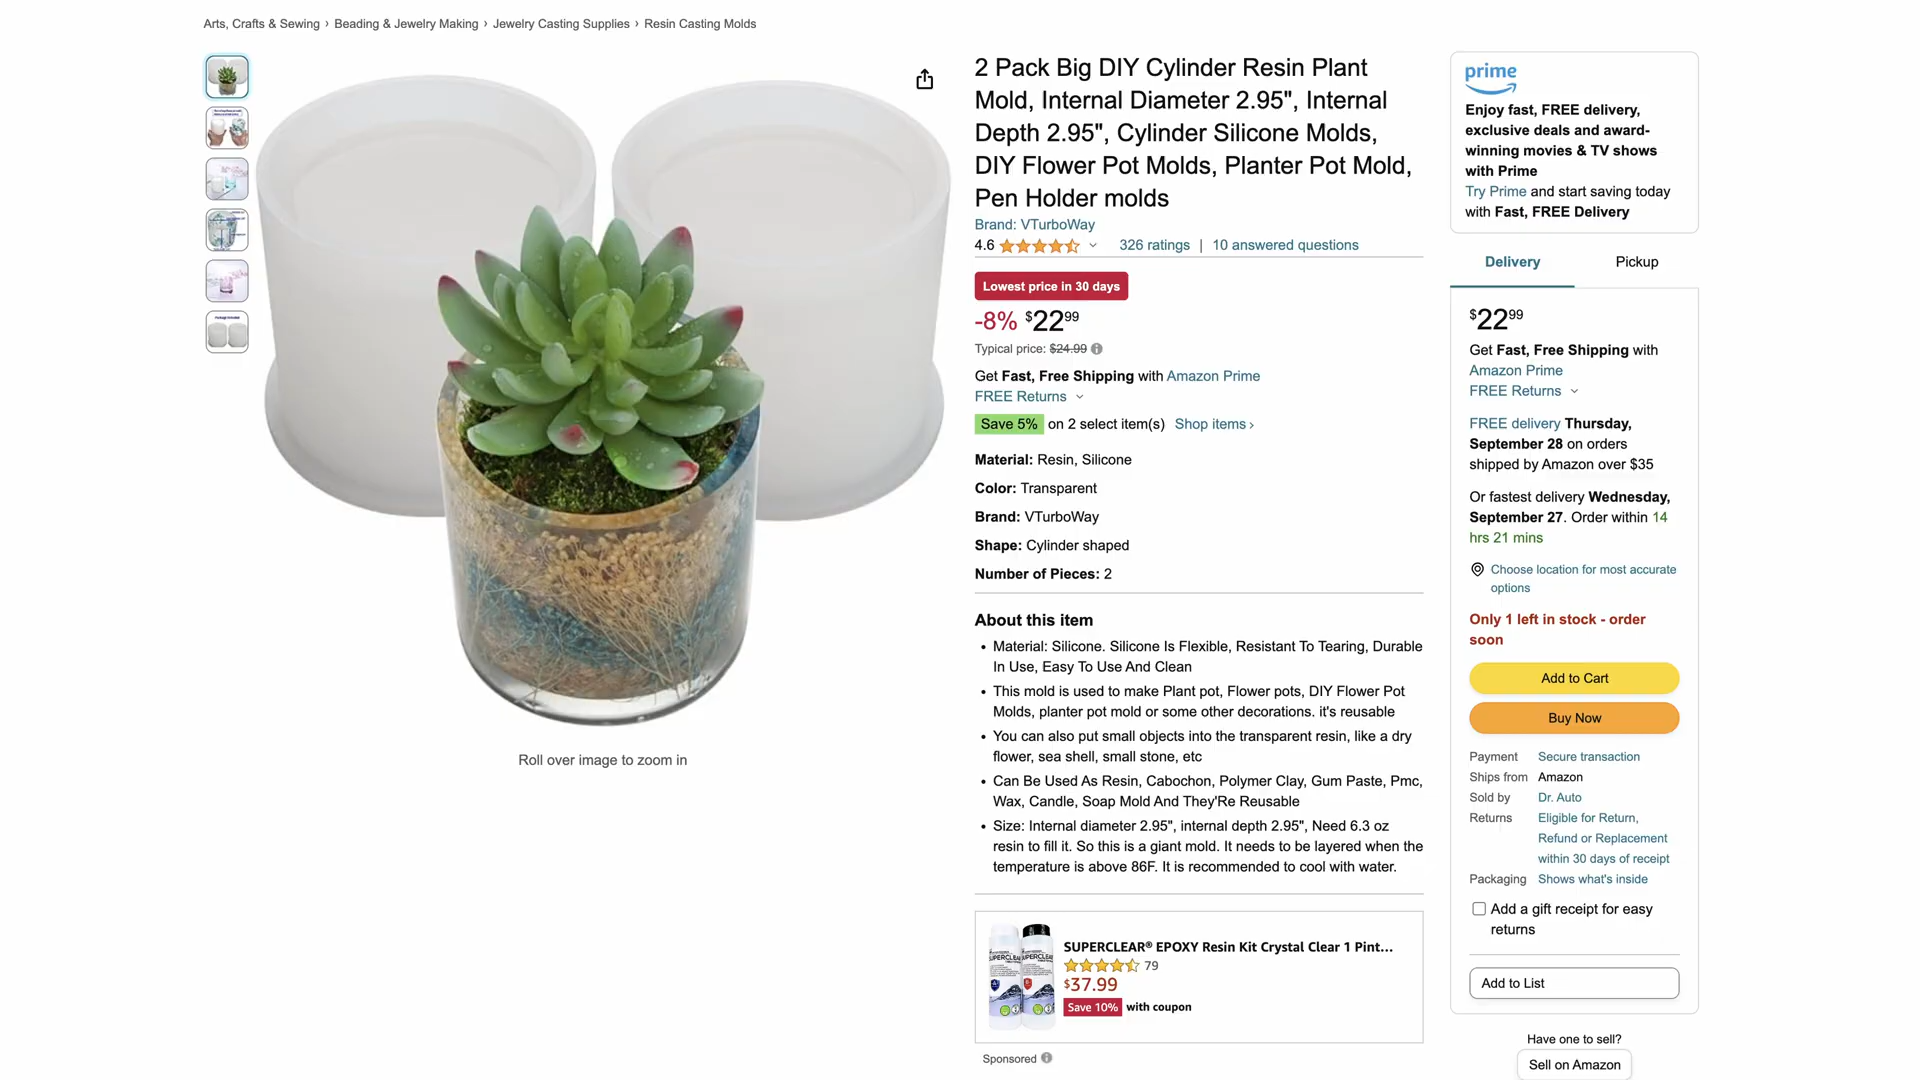 Arts, Crafts & Sewing › Beading & Jewelry Making › Jewelry Casting Supplies › Resin Casting Molds
Roll over image to zoom in
2 Pack Big DIY Cylinder Resin Plant
Mold, Internal Diameter 2.95", Internal
Depth 2.95", Cylinder Silicone Molds,
DIY Flower Pot Molds, Planter Pot Mold,
Pen Holder molds
Brand: VTurboWay
4.6 326 ratings | 10 answered questions
Lowest price in 30 days
-8% $22 99
Typical price: $24.99
Get Fast, Free Shipping with Amazon Prime
FREE Returns
Save 5% on 2 select item(s) Shop items ›
Material: Resin, Silicone
Color: Transparent
Brand: VTurboWay
Shape: Cylinder shaped
Number of Pieces: 2
About this item
• Material: Silicone. Silicone Is Flexible, Resistant To Tearing, Durable
In Use, Easy To Use And Clean
• This mold is used to make Plant pot, Flower pots, DIY Flower Pot
Molds, planter pot mold or some other decorations. it's reusable
• You can also put small objects into the transparent resin, like a dry
flower, sea shell, small stone, etc
• Can Be Used As Resin, Cabochon, Polymer Clay, Gum Paste, Pmc,
Wax, Candle, Soap Mold And They'Re Reusable
• Size: Internal diameter 2.95", internal depth 2.95", Need 6.3 oz
resin to fill it. So this is a giant mold. It needs to be layered when the
temperature is above 86F. It is recommended to cool with water.
SUPERCLEAR® EPOXY Resin Kit Crystal Clear 1 Pint...
79
$37.99
Save 10% with coupon
Sponsored
prime
Enjoy fast, FREE delivery,
exclusive deals and award-
winning movies & TV shows
with Prime
Try Prime and start saving today
with Fast, FREE Delivery
Delivery Pickup
$22 99
Get Fast, Free Shipping with
Amazon Prime
FREE Returns
FREE delivery Thursday,
September 28 on orders
shipped by Amazon over $35
Or fastest delivery Wednesday,
September 27. Order within 14
hrs 21 mins
Choose location for most accurate
options
Only 1 left in stock - order
soon
Add to Cart
Buy Now
Payment Secure transaction
Ships from Amazon
Sold by Dr. Auto
Returns Eligible for Return,
Refund or Replacement
within 30 days of receipt
Packaging Shows what's inside
Add a gift receipt for easy
returns
Add to List
Have one to sell?
Sell on Amazon